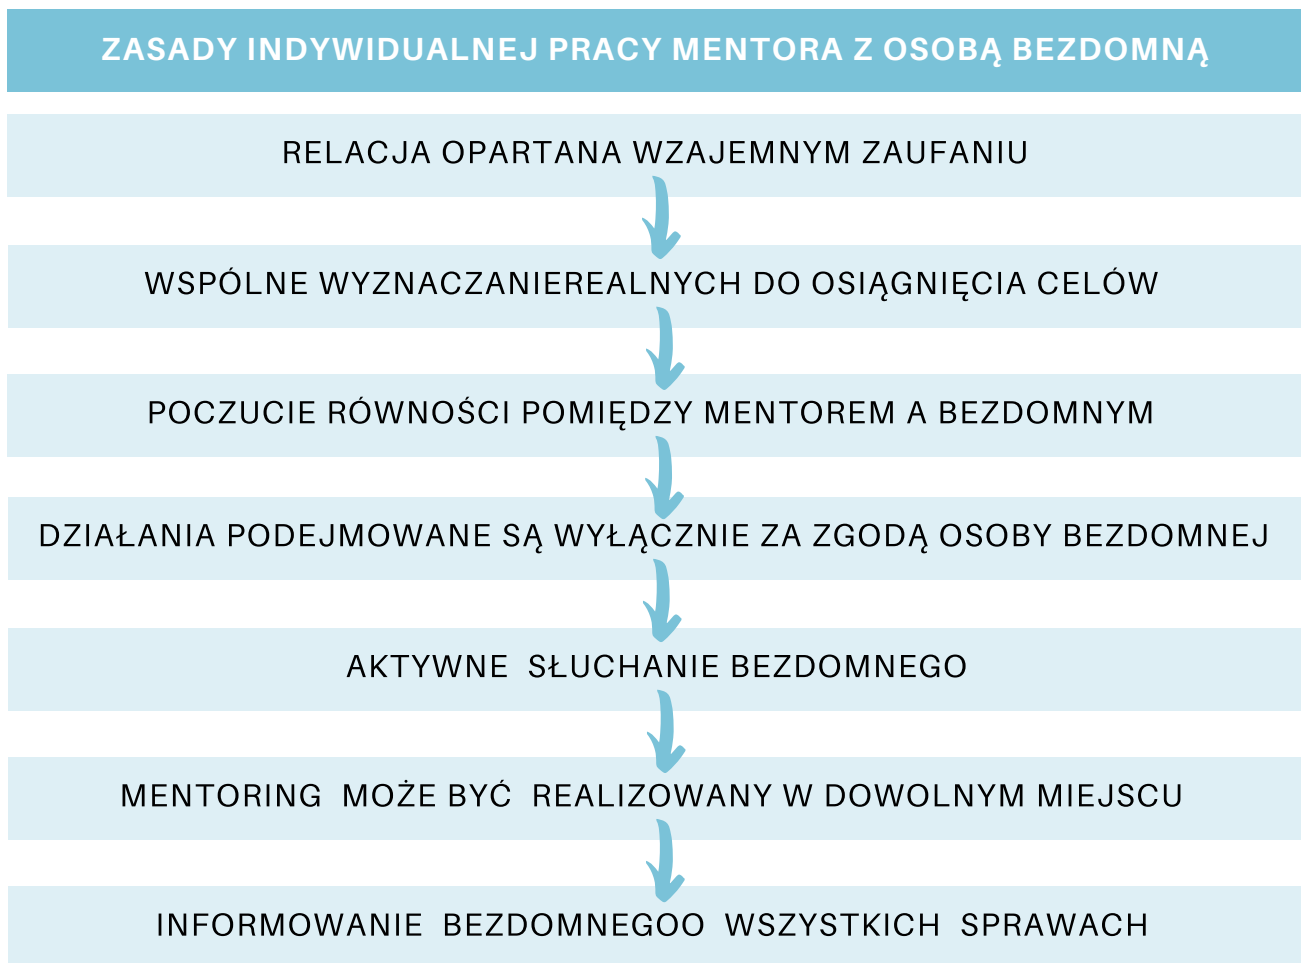 ZASADY INDYWIDUALNEJ PRACY MENTORA Z OSOBĄ BEZDOMNĄ
RELACJA OPARTANA WZAJEMNYM ZAUFANIU
WSPÓLNE WYZNACZANIEREALNYCH DO OSIĄGNIĘCIA CELÓW
POCZUCIE RÓWNOŚCI POMIĘDZY MENTOREM A BEZDOMNYM
DZIAŁANIA PODEJMOWANE SĄ WYŁĄCZNIE ZA ZGODĄ OSOBY BEZDOMNEJ
AKTYWNE SŁUCHANIE BEZDOMNEGO
MENTORING MOŻE BYĆ REALIZOWANY W DOWOLNYM MIEJSCU
INFORMOWANIE BEZDOMNEGOO WSZYSTKICH SPRAWACH